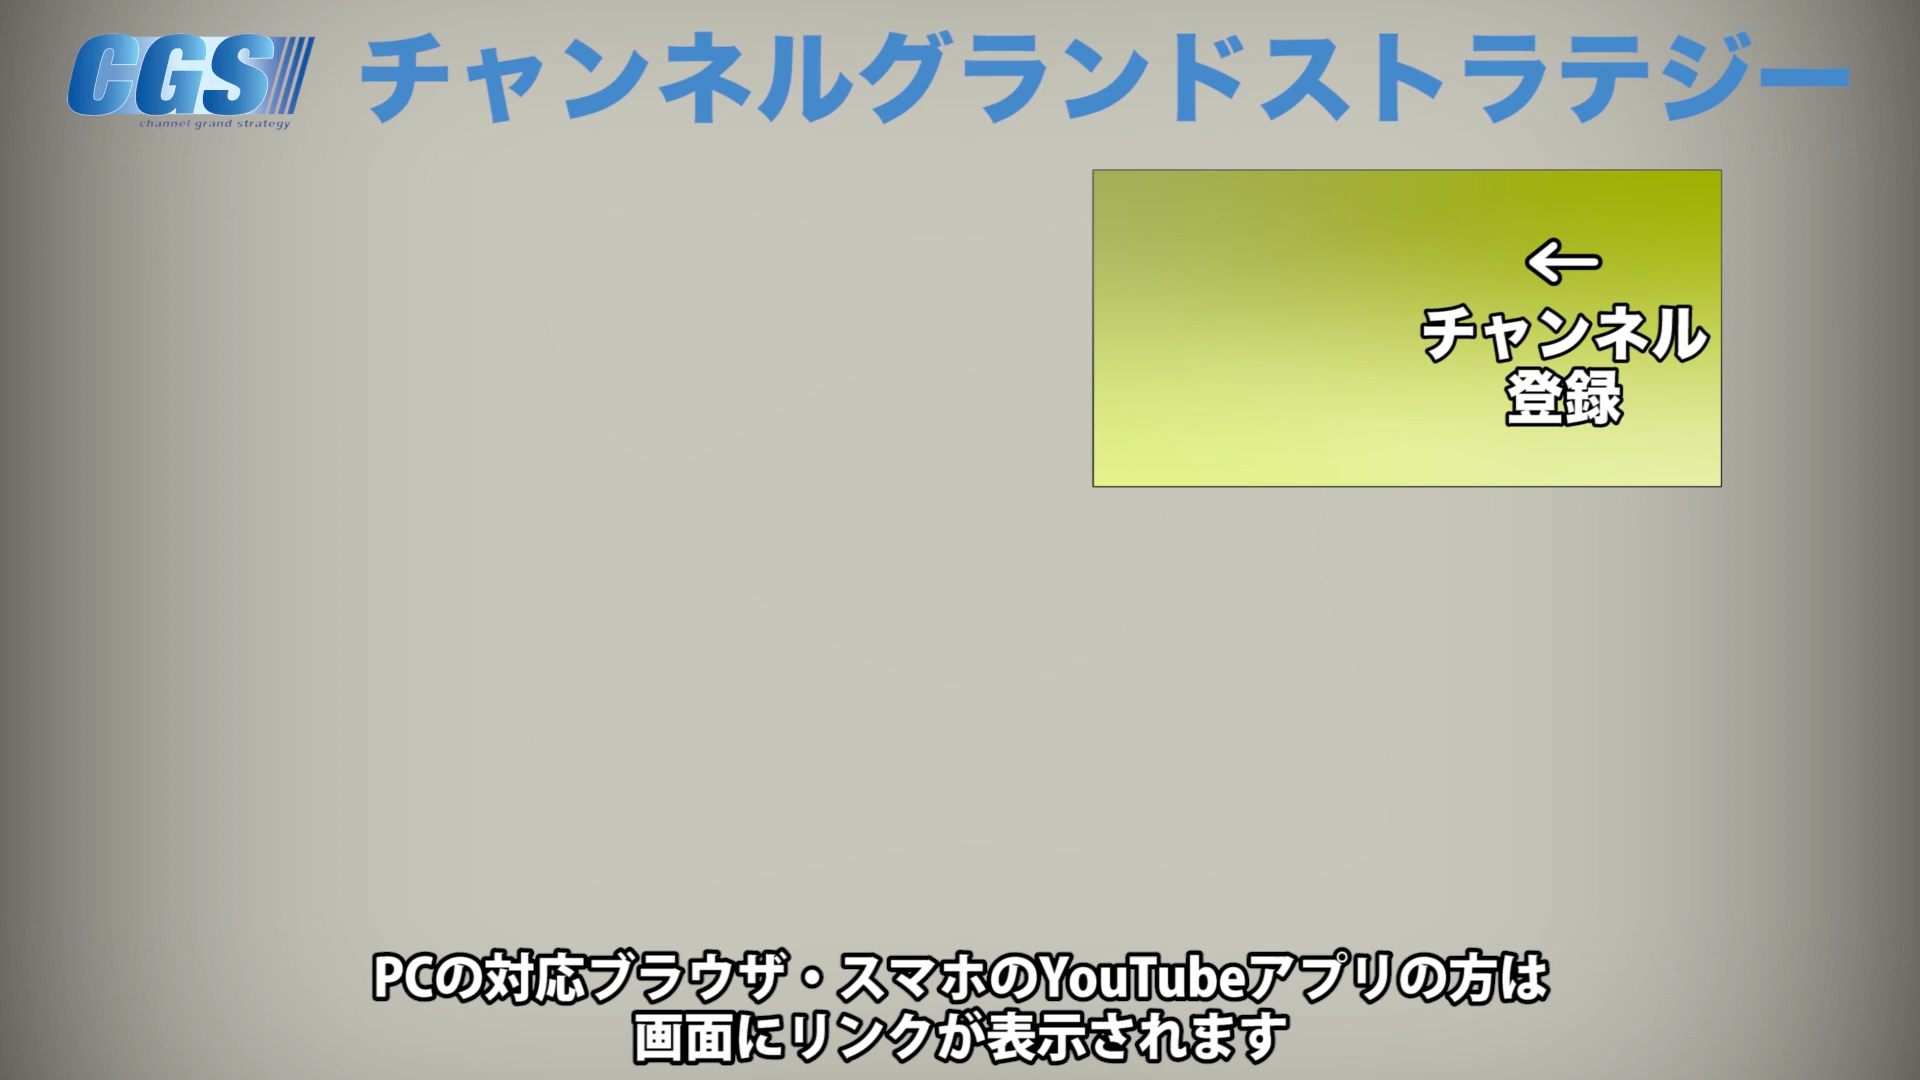 CGS
channel grand strategy
チャンネルグランドストラテジー
←
チャンネル
登録
PCの対応ブラウザ・スマホのYouTubeアプリの方は
画面にリンクが表示されます